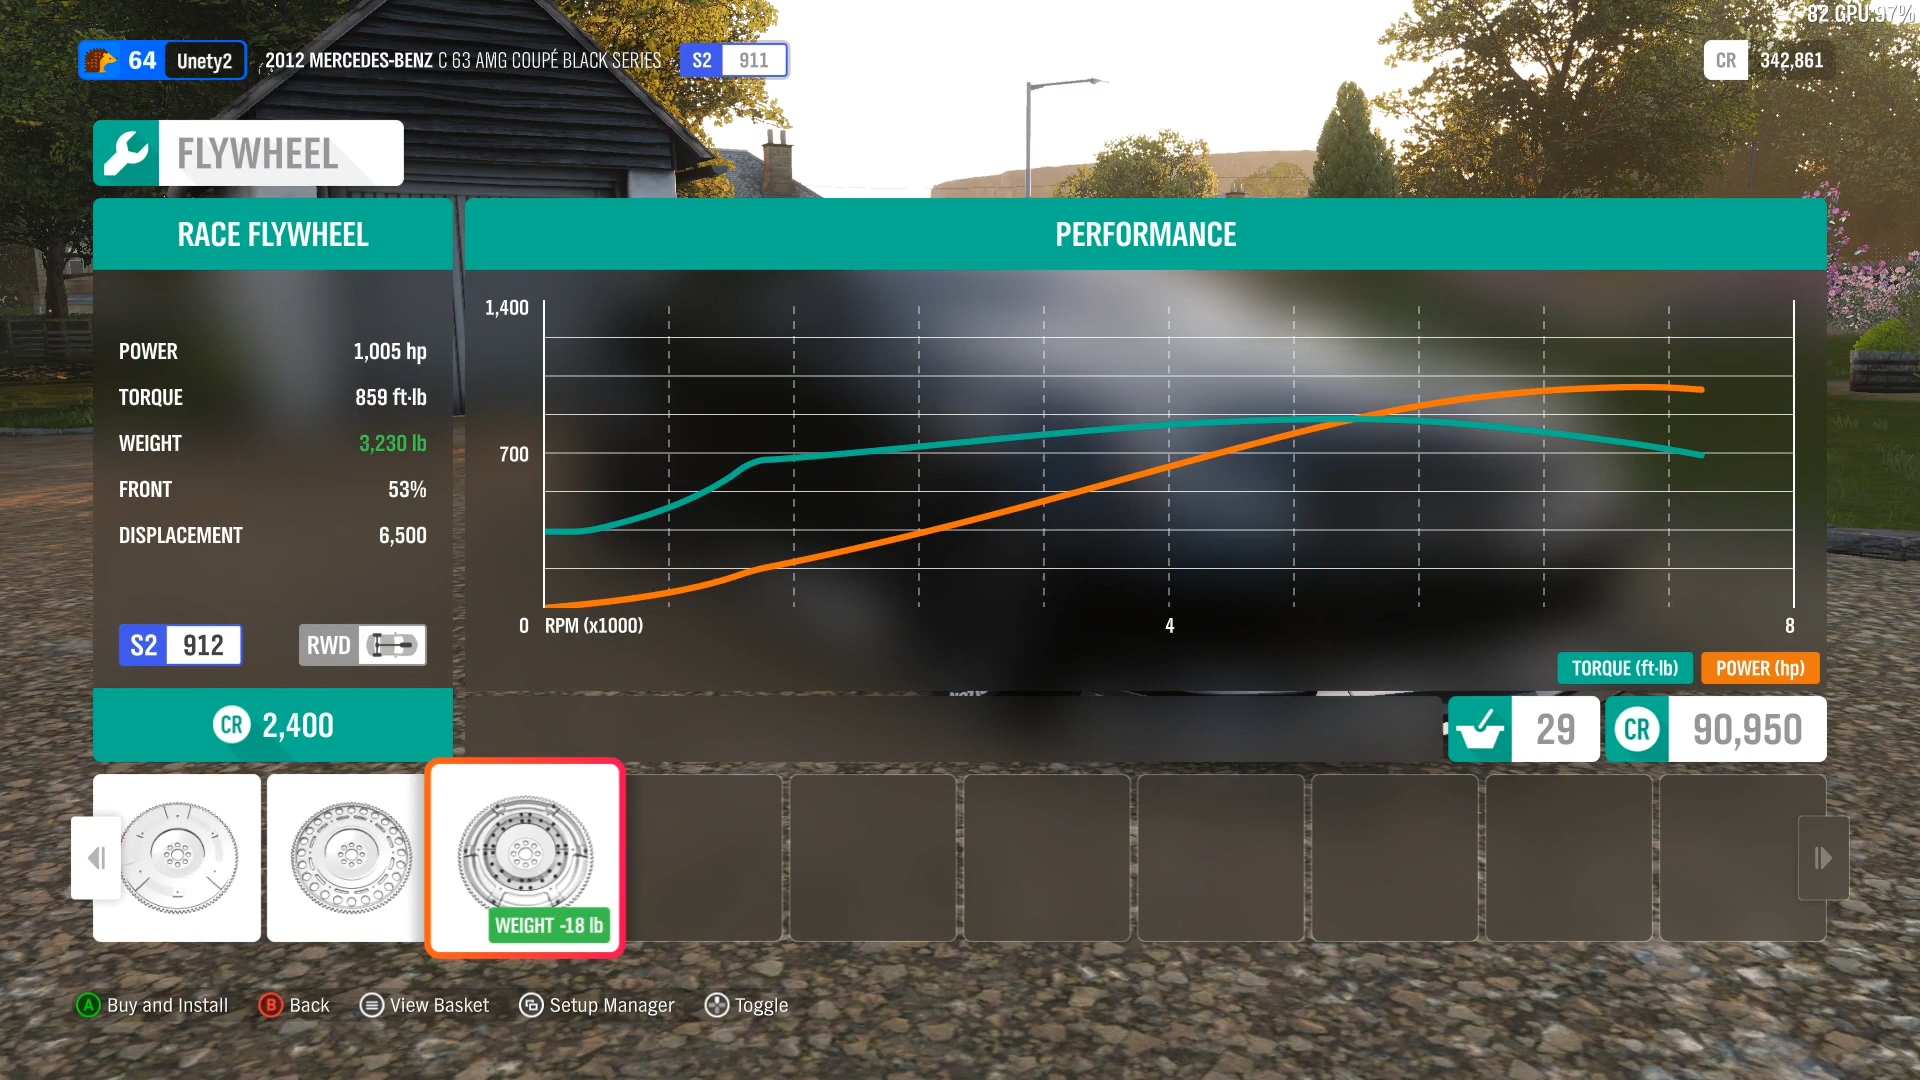 82 GPU:97%
64 Unety2 2012 MERCEDES-BENZ C 63 AMG COUPÉ BLACK SERIES S2 911 CR 342,861
FLYWHEEL
RACE FLYWHEEL
POWER 1,005 hp
TORQUE 859 ft·lb
WEIGHT 3,230 lb
FRONT 53%
DISPLACEMENT 6,500
S2 912 RWD
CR 2,400
PERFORMANCE
1,400
700
0 RPM (x1000) 4 8
TORQUE (ft·lb) POWER (hp)
29 CR 90,950
WEIGHT -18 lb
A Buy and Install B Back View Basket Setup Manager Toggle